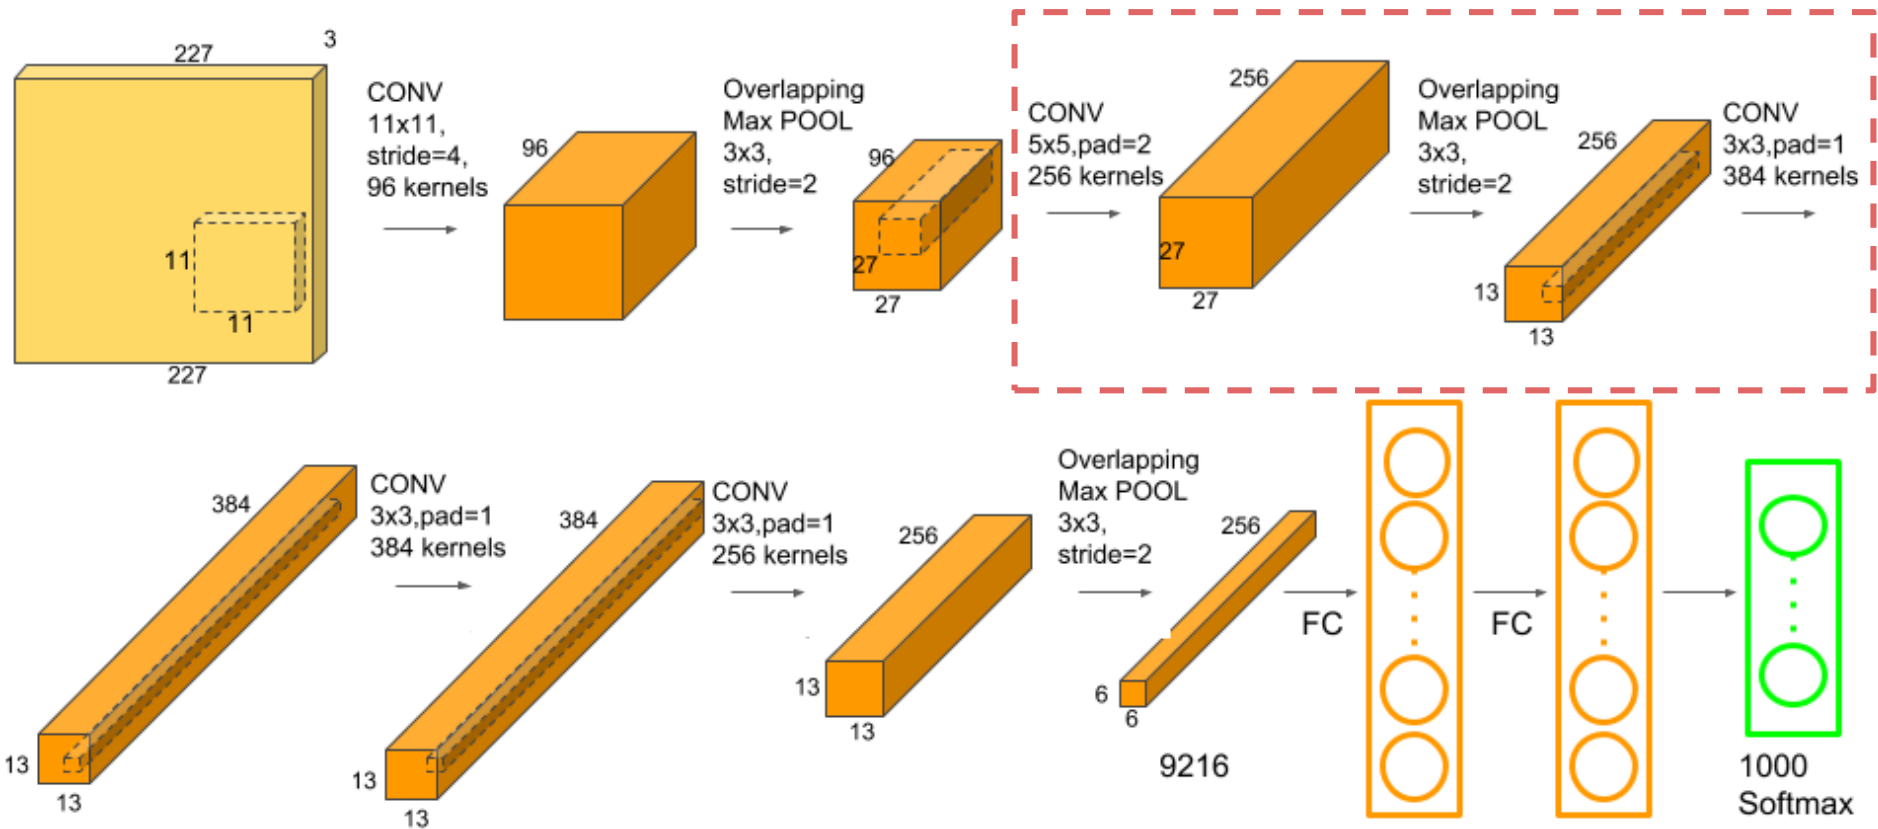 227
3
11
11
227
CONV
11x11,
stride=4,
96 kernels
96
Overlapping
Max POOL
3x3,
stride=2
96
27
27
CONV
5x5,pad=2
256 kernels
256
27
27
Overlapping
Max POOL
3x3,
stride=2
256
13
13
CONV
3x3,pad=1
384 kernels
384
13
13
CONV
3x3,pad=1
384 kernels
384
13
13
CONV
3x3,pad=1
256 kernels
256
13
13
Overlapping
Max POOL
3x3,
stride=2
256
6
6
9216
FC
FC
1000
Softmax